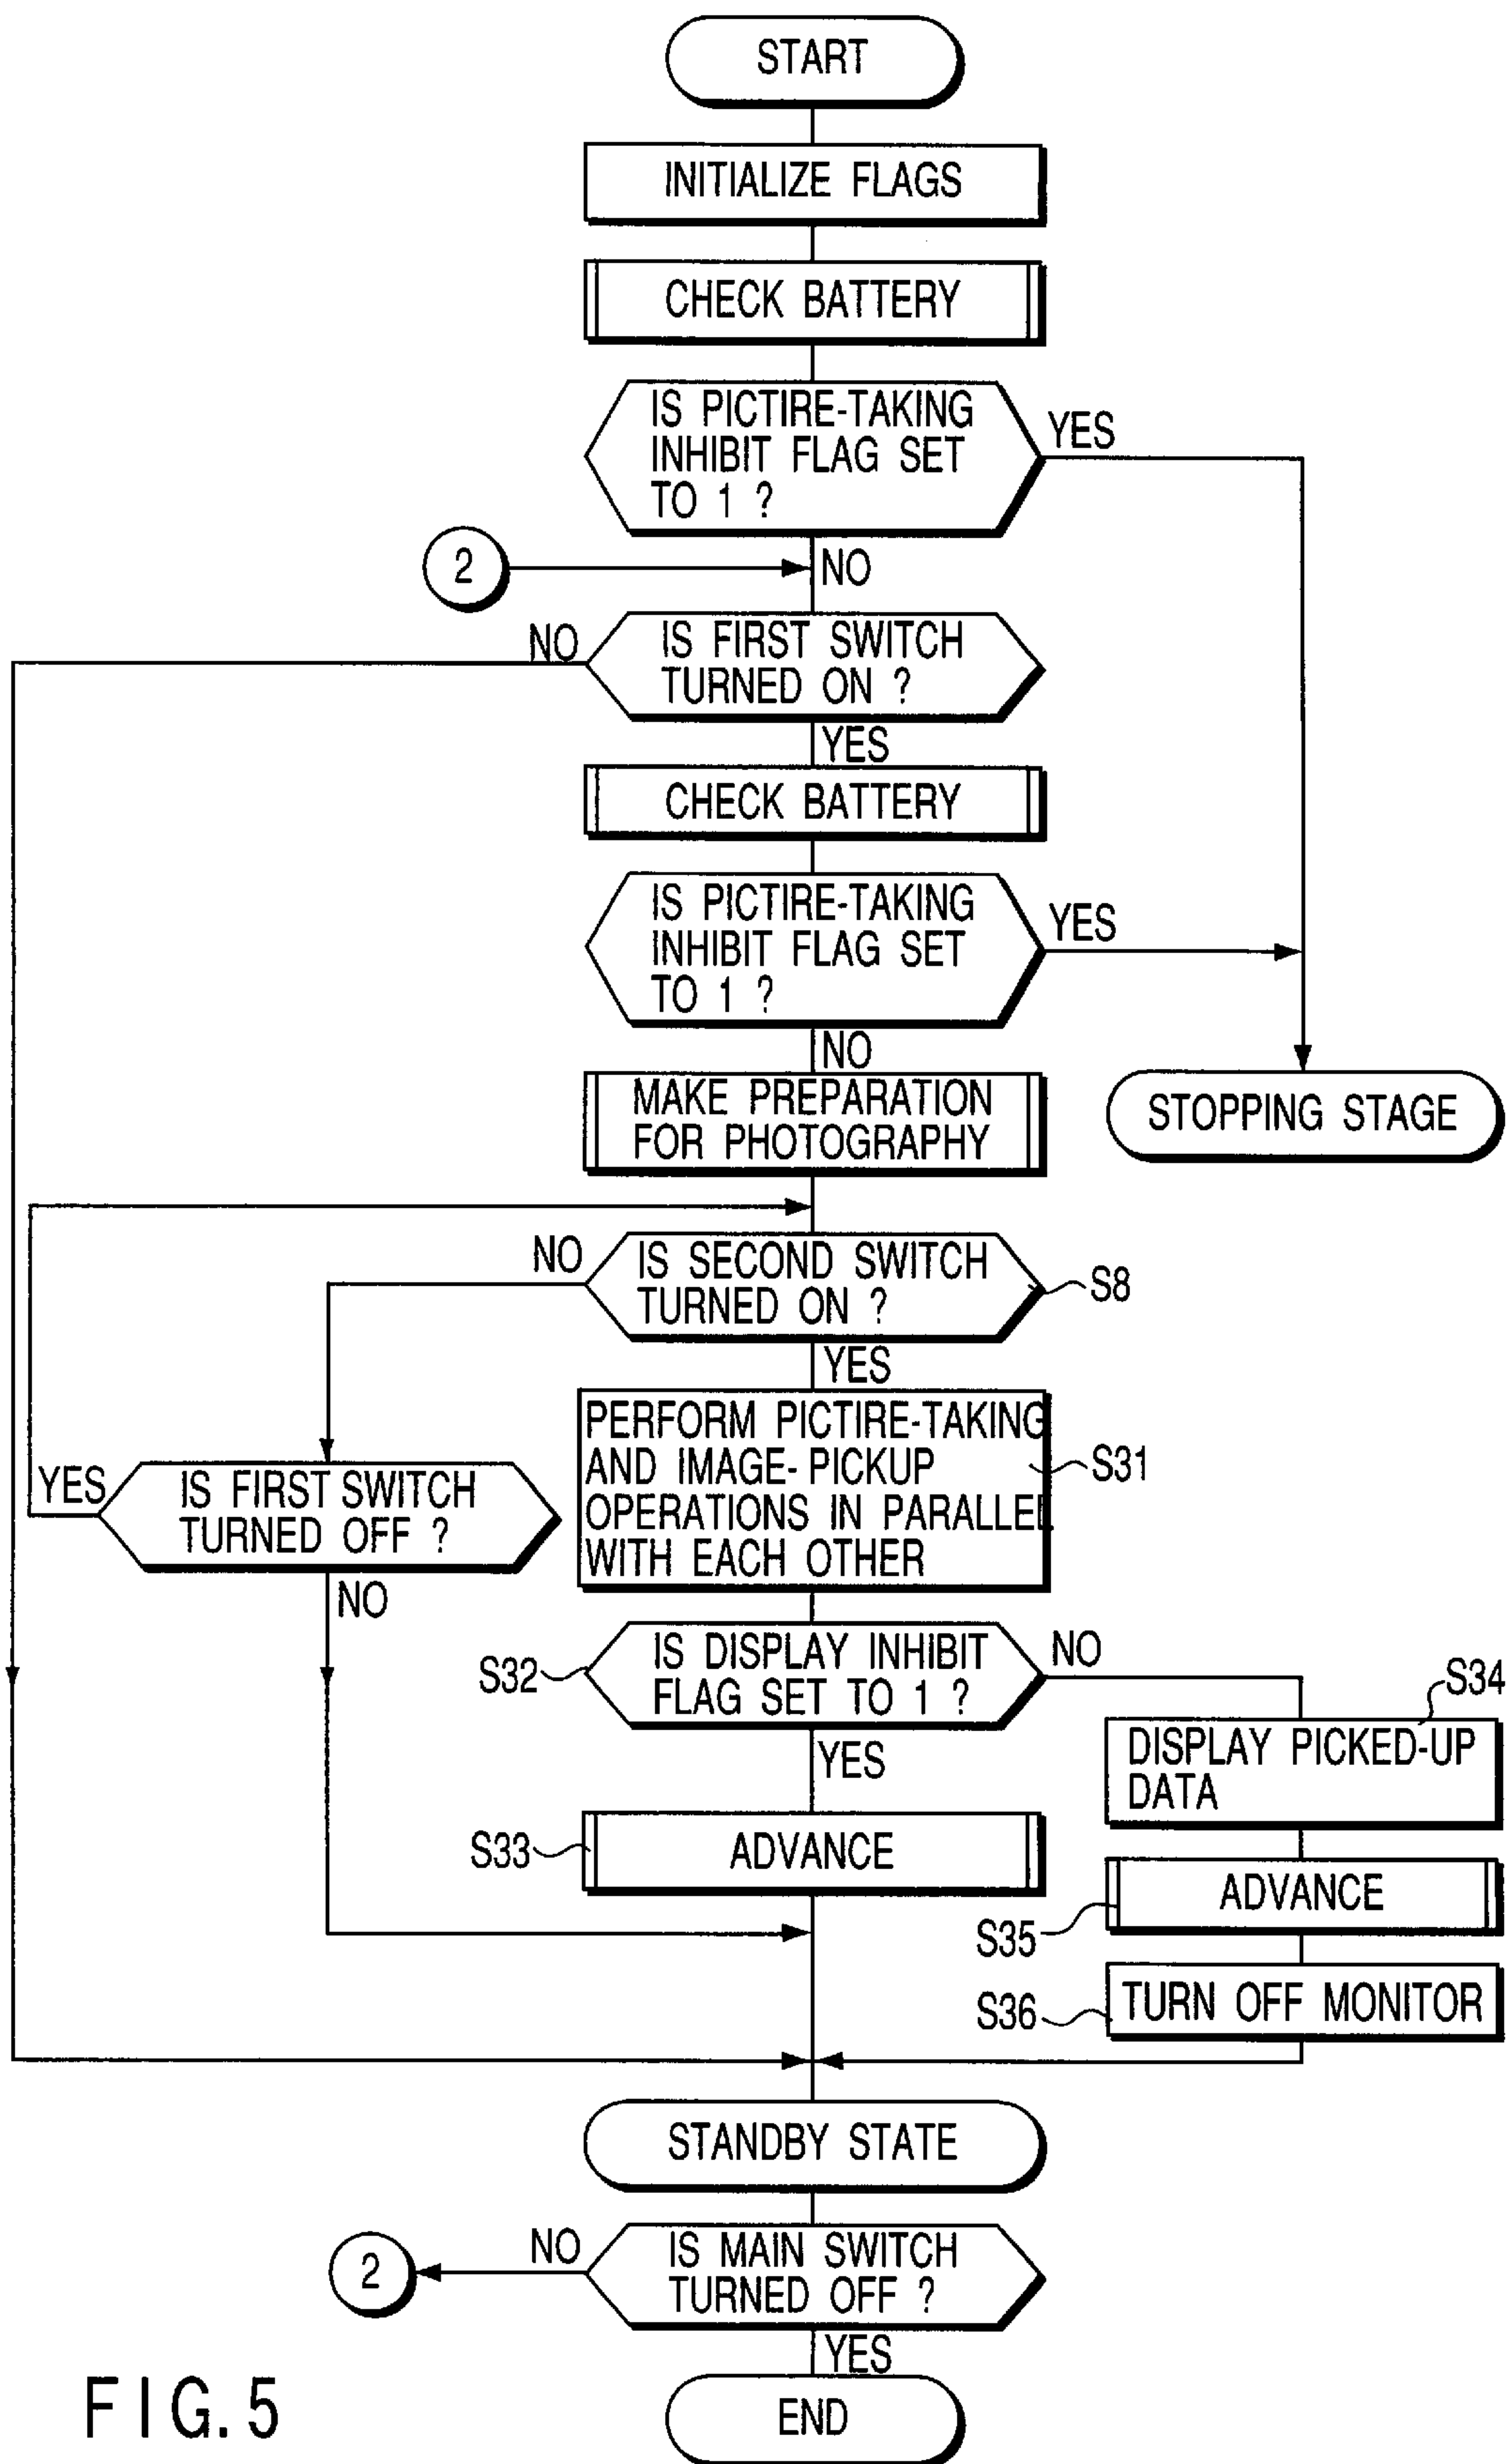 START
INITIALIZE FLAGS
CHECK BATTERY
IS PICTIRE-TAKING
INHIBIT FLAG SET
TO 1 ?
YES
2
NO
NO
IS FIRST SWITCH
TURNED ON ?
YES
CHECK BATTERY
IS PICTIRE-TAKING
INHIBIT FLAG SET
TO 1 ?
YES
NO
MAKE PREPARATION
FOR PHOTOGRAPHY
STOPPING STAGE
NO
IS SECOND SWITCH
TURNED ON ?
S8
YES
PERFORM PICTIRE-TAKING
AND IMAGE-PICKUP
OPERATIONS IN PARALLEL
WITH EACH OTHER
S31
YES
IS FIRST SWITCH
TURNED OFF ?
NO
S32
IS DISPLAY INHIBIT
FLAG SET TO 1 ?
NO
S34
DISPLAY PICKED-UP
DATA
YES
S33
ADVANCE
ADVANCE
S35
S36
TURN OFF MONITOR
STANDBY STATE
2
NO
IS MAIN SWITCH
TURNED OFF ?
YES
END
FIG. 5